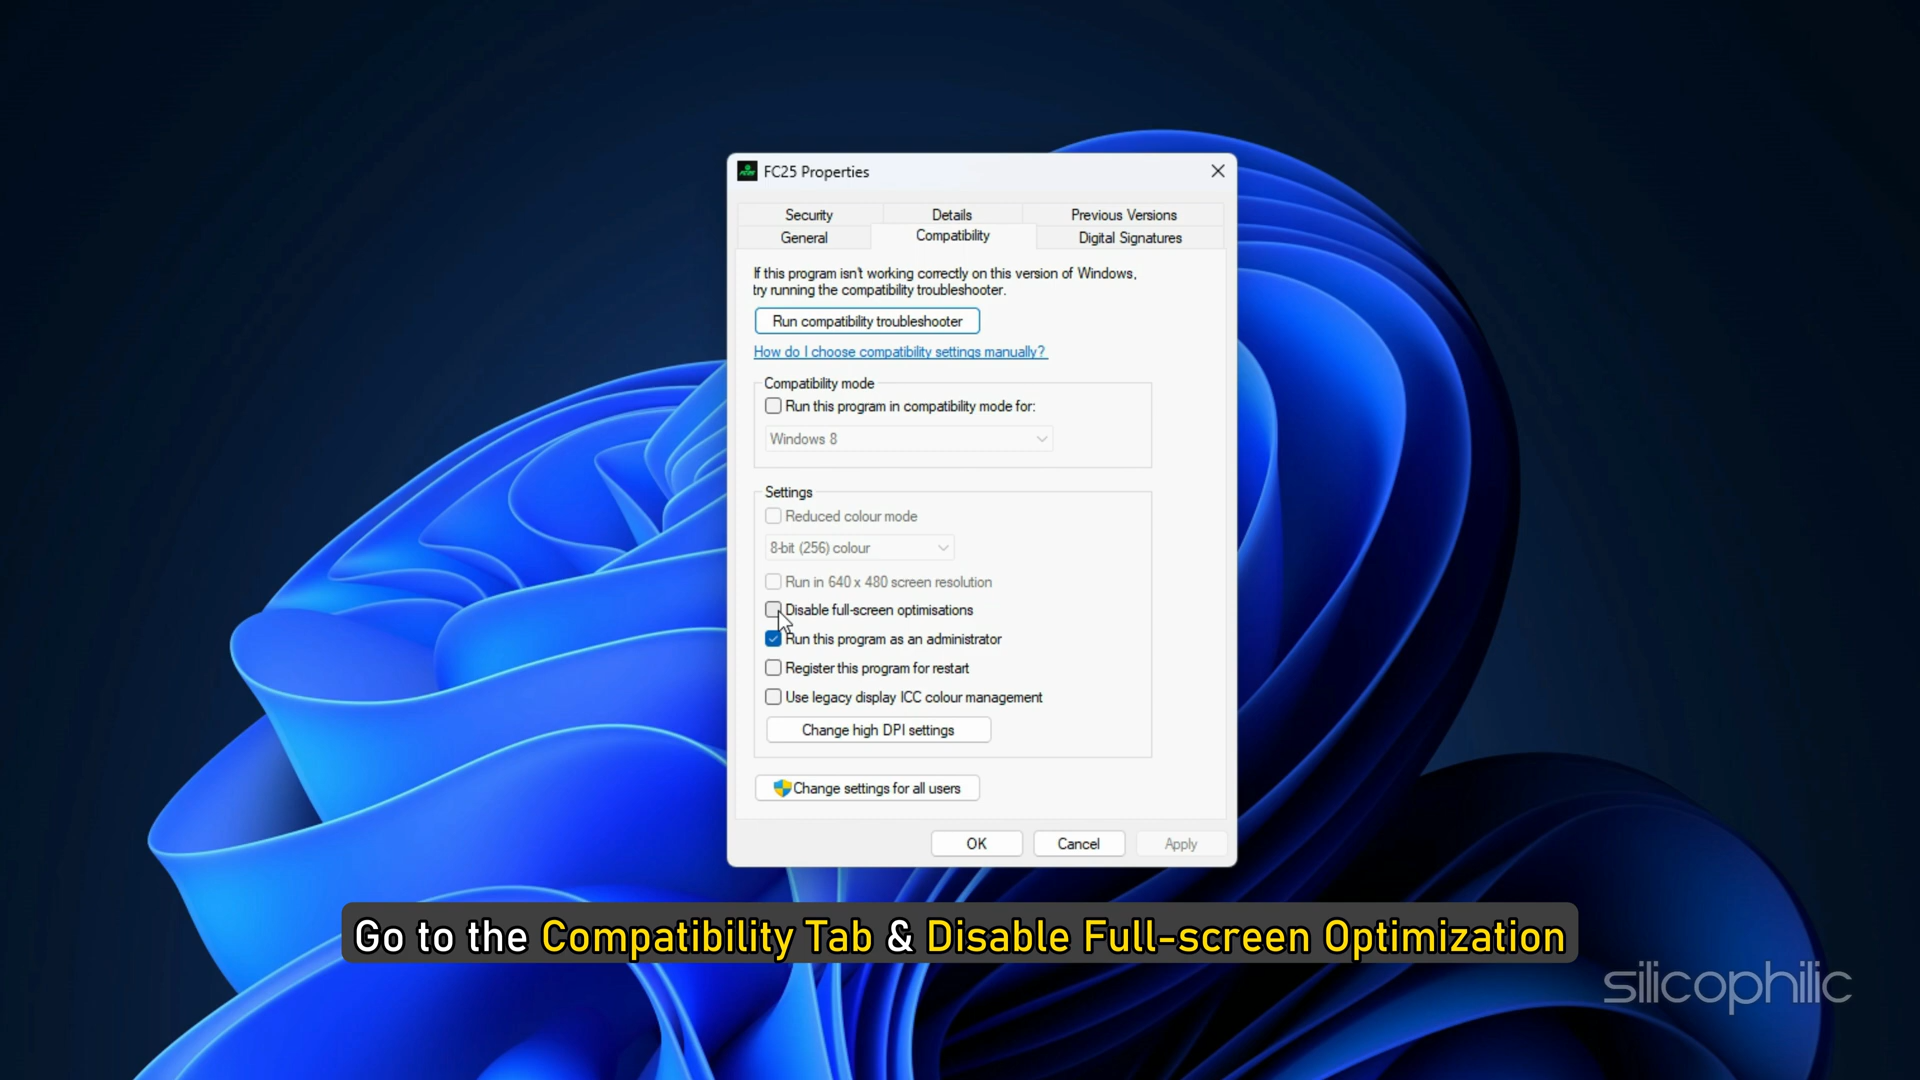 FC25 Properties
Security
Details
Previous Versions
General
Compatibility
Digital Signatures
If this program isn't working correctly on this version of Windows,
try running the compatibility troubleshooter.
Run compatibility troubleshooter
How do I choose compatibility settings manually?
Compatibility mode
Run this program in compatibility mode for:
Windows 8
Settings
Reduced colour mode
8-bit (256) colour
Run in 640 x 480 screen resolution
Disable full-screen optimisations
Run this program as an administrator
Register this program for restart
Use legacy display ICC colour management
Change high DPI settings
Change settings for all users
OK
Cancel
Apply
Go to the Compatibility Tab & Disable Full-screen Optimization
silicophilic